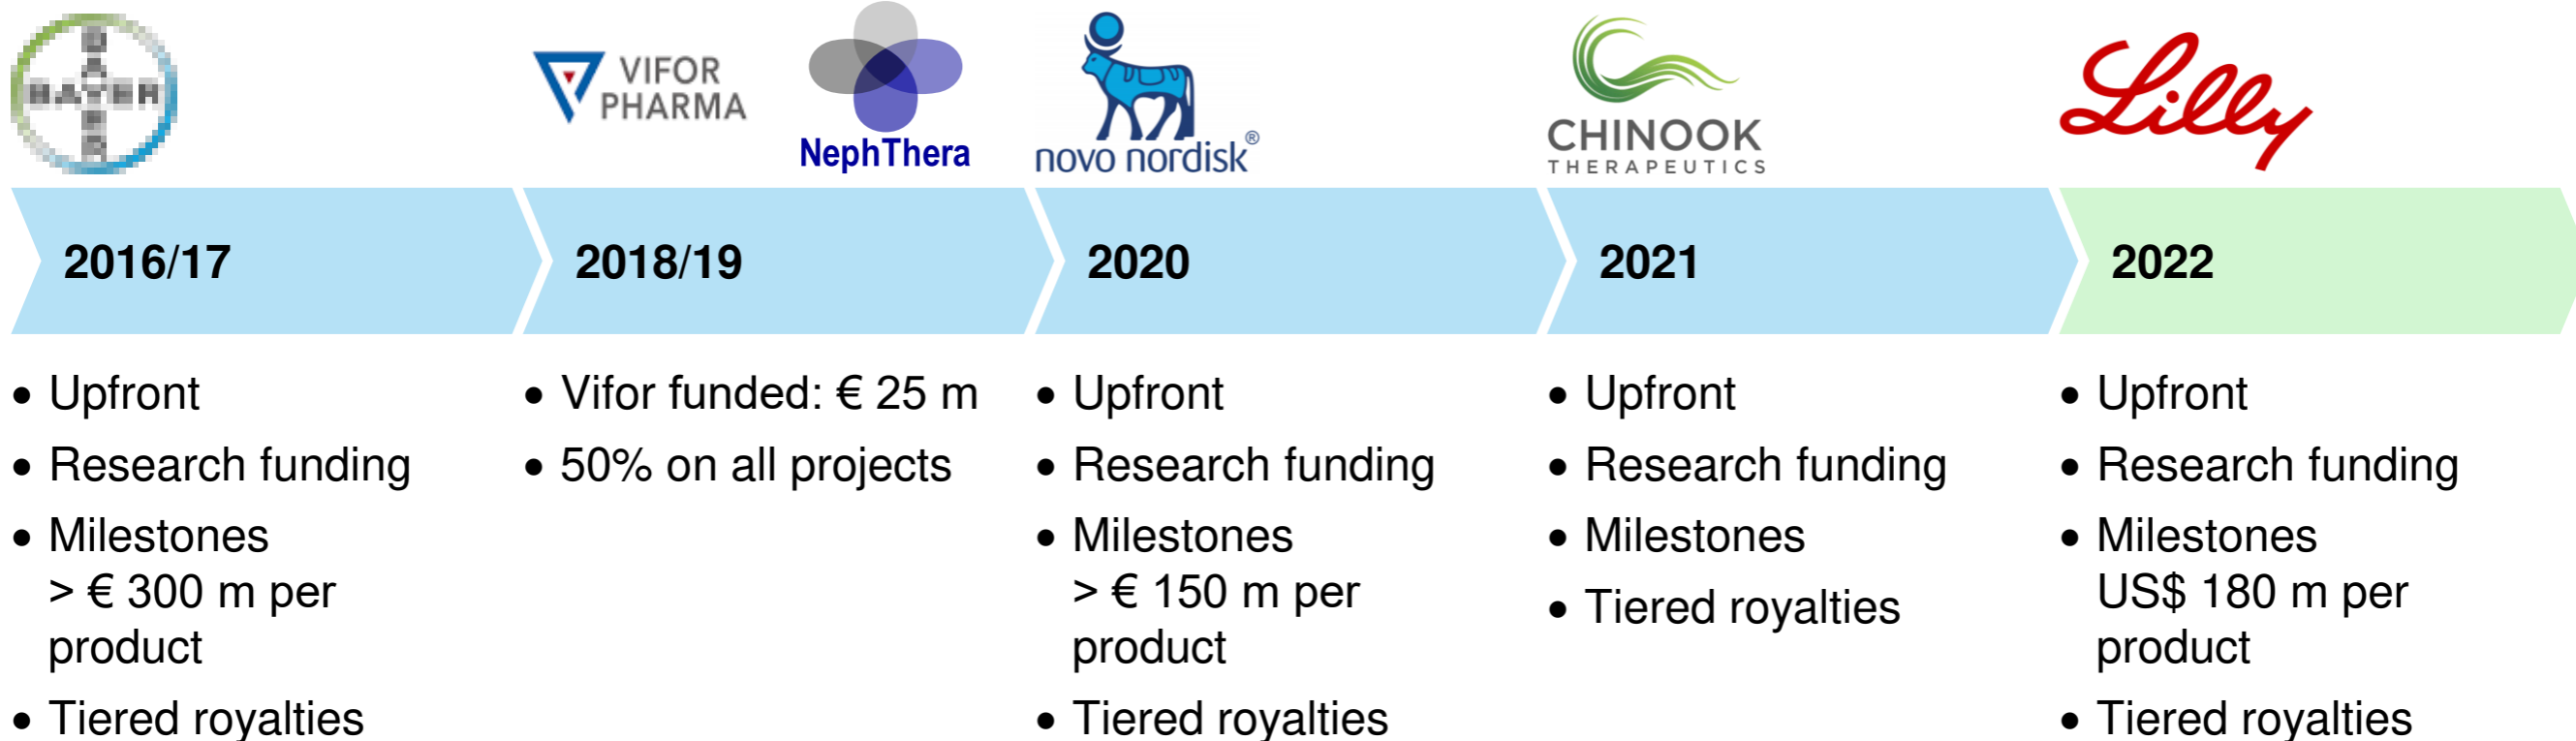 BAYER
BAYER
VIFOR
PHARMA
NephThera
novo nordisk®
CHINOOK
THERAPEUTICS
Lilly
2016/17
2018/19
2020
2021
2022
• Upfront
• Research funding
• Milestones
> € 300 m per
product
• Tiered royalties
• Vifor funded: € 25 m
• 50% on all projects
• Upfront
• Research funding
• Milestones
> € 150 m per
product
• Tiered royalties
• Upfront
• Research funding
• Milestones
• Tiered royalties
• Upfront
• Research funding
• Milestones
US$ 180 m per
product
• Tiered royalties